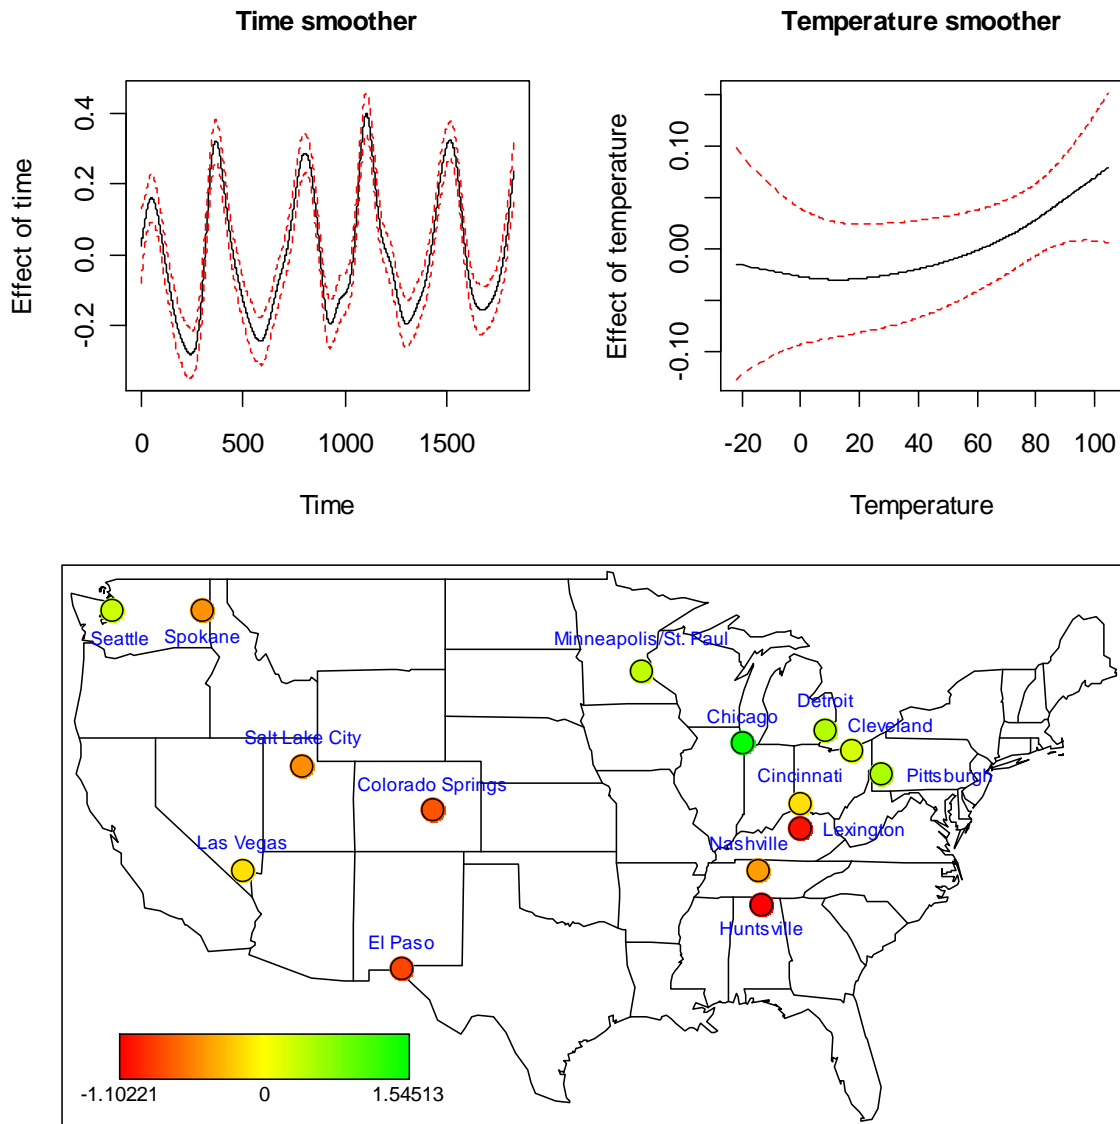 Time smoother
Effect of time
0.4
0.2
0.0
-0.2
0
500
1000
1500
Time
Temperature smoother
Effect of temperature
0.10
0.00
-0.10
-20
0
20
40
60
80
100
Temperature
Seattle
Spokane
Minneapolis/St. Paul
Detroit
Chicago
Cleveland
Salt Lake City
Colorado Springs
Cincinnati
Pittsburgh
Las Vegas
Nashville
Lexington
Huntsville
El Paso
-1.10221
0
1.54513